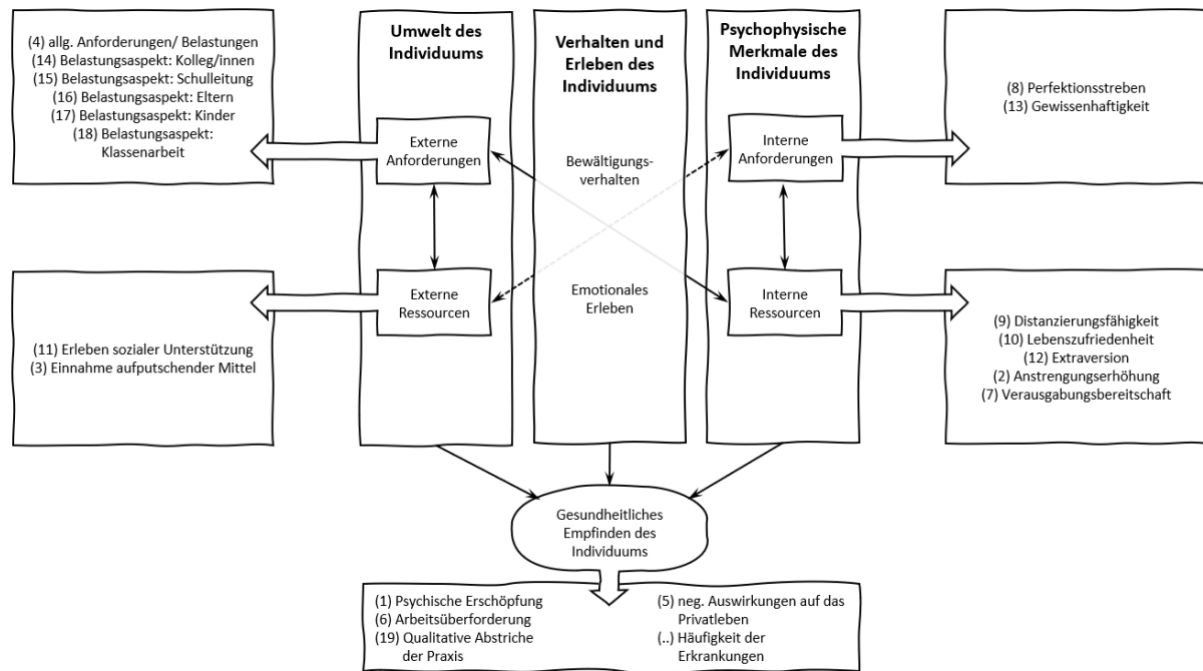 (4) allg. Anforderungen/ Belastungen
(14) Belastungsaspekt: Kolleg/innen
(15) Belastungsaspekt: Schulleitung
(16) Belastungsaspekt: Eltern
(17) Belastungsaspekt: Kinder
(18) Belastungsaspekt:
Klassenarbeit
Umwelt des
Individuums
Verhalten und
Erleben des
Individuums
Psychophysische
Merkmale des
Individuums
(8) Perfektionsstreben
(13) Gewissenhaftigkeit
Externe
Anforderungen
Bewältigungs-
verhalten
Interne
Anforderungen
(11) Erleben sozialer Unterstützung
(3) Einnahme aufputschender Mittel
Externe
Ressourcen
Emotionales
Erleben
Interne
Ressourcen
(9) Distanzierungsfähigkeit
(10) Lebenszufriedenheit
(12) Extraversion
(2) Anstrengungserhöhung
(7) Verausgabungsbereitschaft
Gesundheitliches
Empfinden des
Individuums
(1) Psychische Erschöpfung
(6) Arbeitsüberforderung
(19) Qualitative Abstriche
der Praxis
(5) neg. Auswirkungen auf das
Privatleben
(..) Häufigkeit der
Erkrankungen